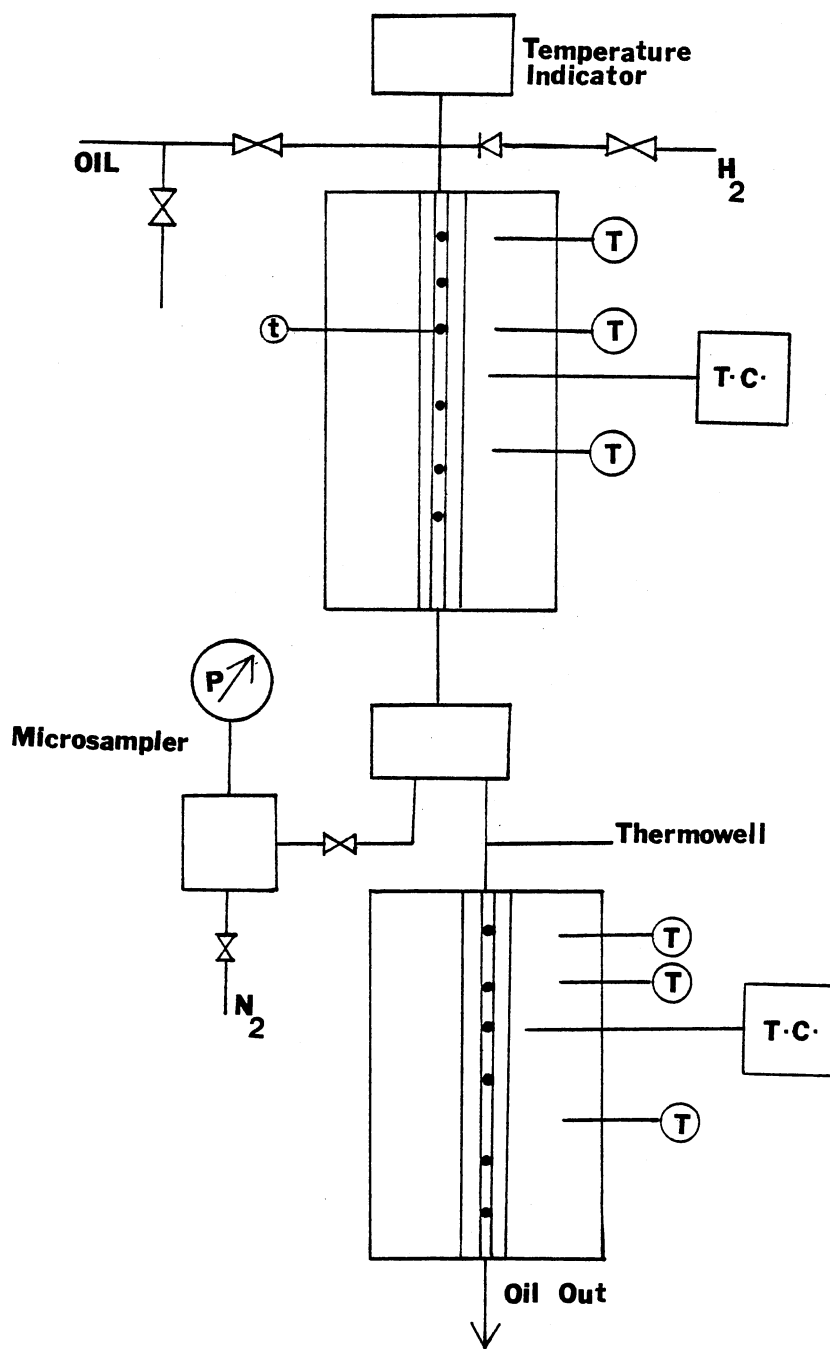 Temperature
Indicator
OIL
H2
T
t
T
T·C·
T
P
Microsampler
Thermowell
T
T
N2
T·C·
T
Oil Out